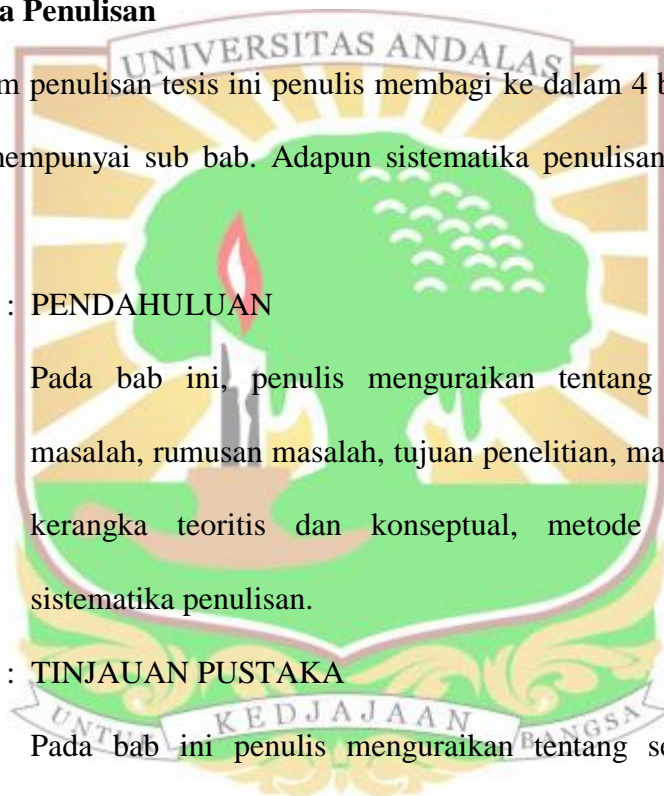 a Penulisan
UNIVERSITAS ANDALAS
m penulisan tesis ini penulis membagi ke dalam 4 b
mempunyai sub bab. Adapun sistematika penulisan
: PENDAHULUAN
Pada bab ini, penulis menguraikan tentang
masalah, rumusan masalah, tujuan penelitian, ma
kerangka teoritis dan konseptual, metode
sistematika penulisan.
: TINJAUAN PUSTAKA
UNTUK KEDJAJAAN BANGSA
Pada bab ini penulis menguraikan tentang se